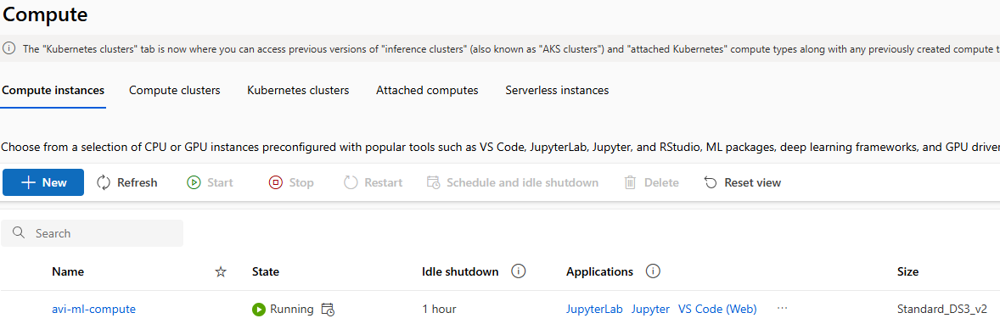 Compute
The "Kubernetes clusters" tab is now where you can access previous versions of "inference clusters" (also known as "AKS clusters") and "attached Kubernetes" compute types along with any previously created compute t
Compute instances Compute clusters Kubernetes clusters Attached computes Serverless instances
Choose from a selection of CPU or GPU instances preconfigured with popular tools such as VS Code, JupyterLab, Jupyter, and RStudio, ML packages, deep learning frameworks, and GPU driver
New Refresh Start Stop Restart Schedule and idle shutdown Delete Reset view
Search
Name State Idle shutdown Applications Size
avi-ml-compute Running 1 hour JupyterLab Jupyter VS Code (Web) ... Standard_DS3_v2